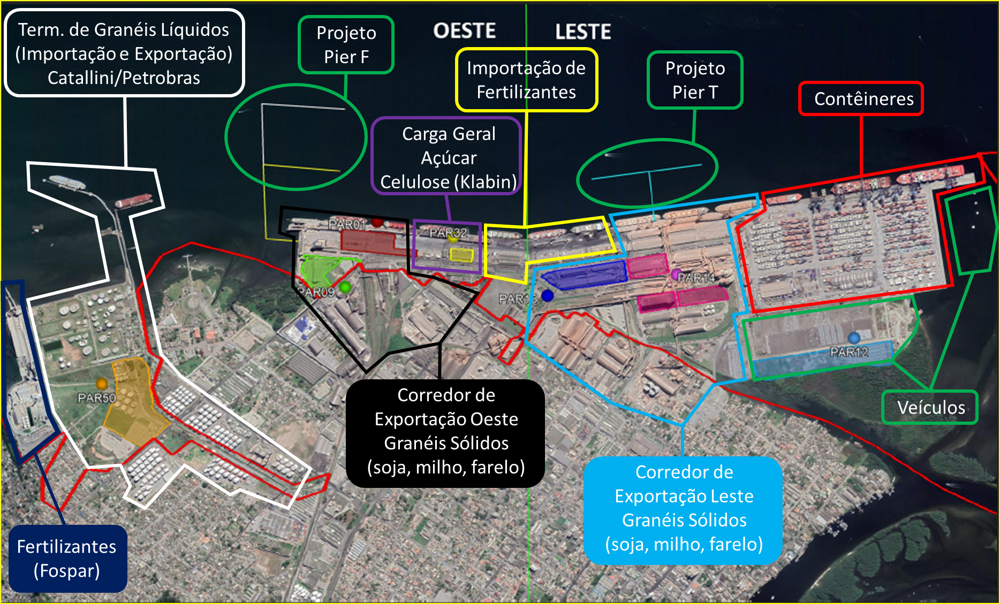 Term. de Granéis Líquidos
(Importação e Exportação)
Catallini/Petrobras
Projeto
Pier F
OESTE
LESTE
Importação de
Fertilizantes
Projeto
Pier T
Contêineres
Carga Geral
Açúcar
Celulose (Klabin)
PAR01
PAR32
PAR09
PAR15
PAR14
PAR12
PAR50
Veículos
Corredor de
Exportação Oeste
Granéis Sólidos
(soja, milho, farelo)
Corredor de
Exportação Leste
Granéis Sólidos
(soja, milho, farelo)
Fertilizantes
(Fospar)